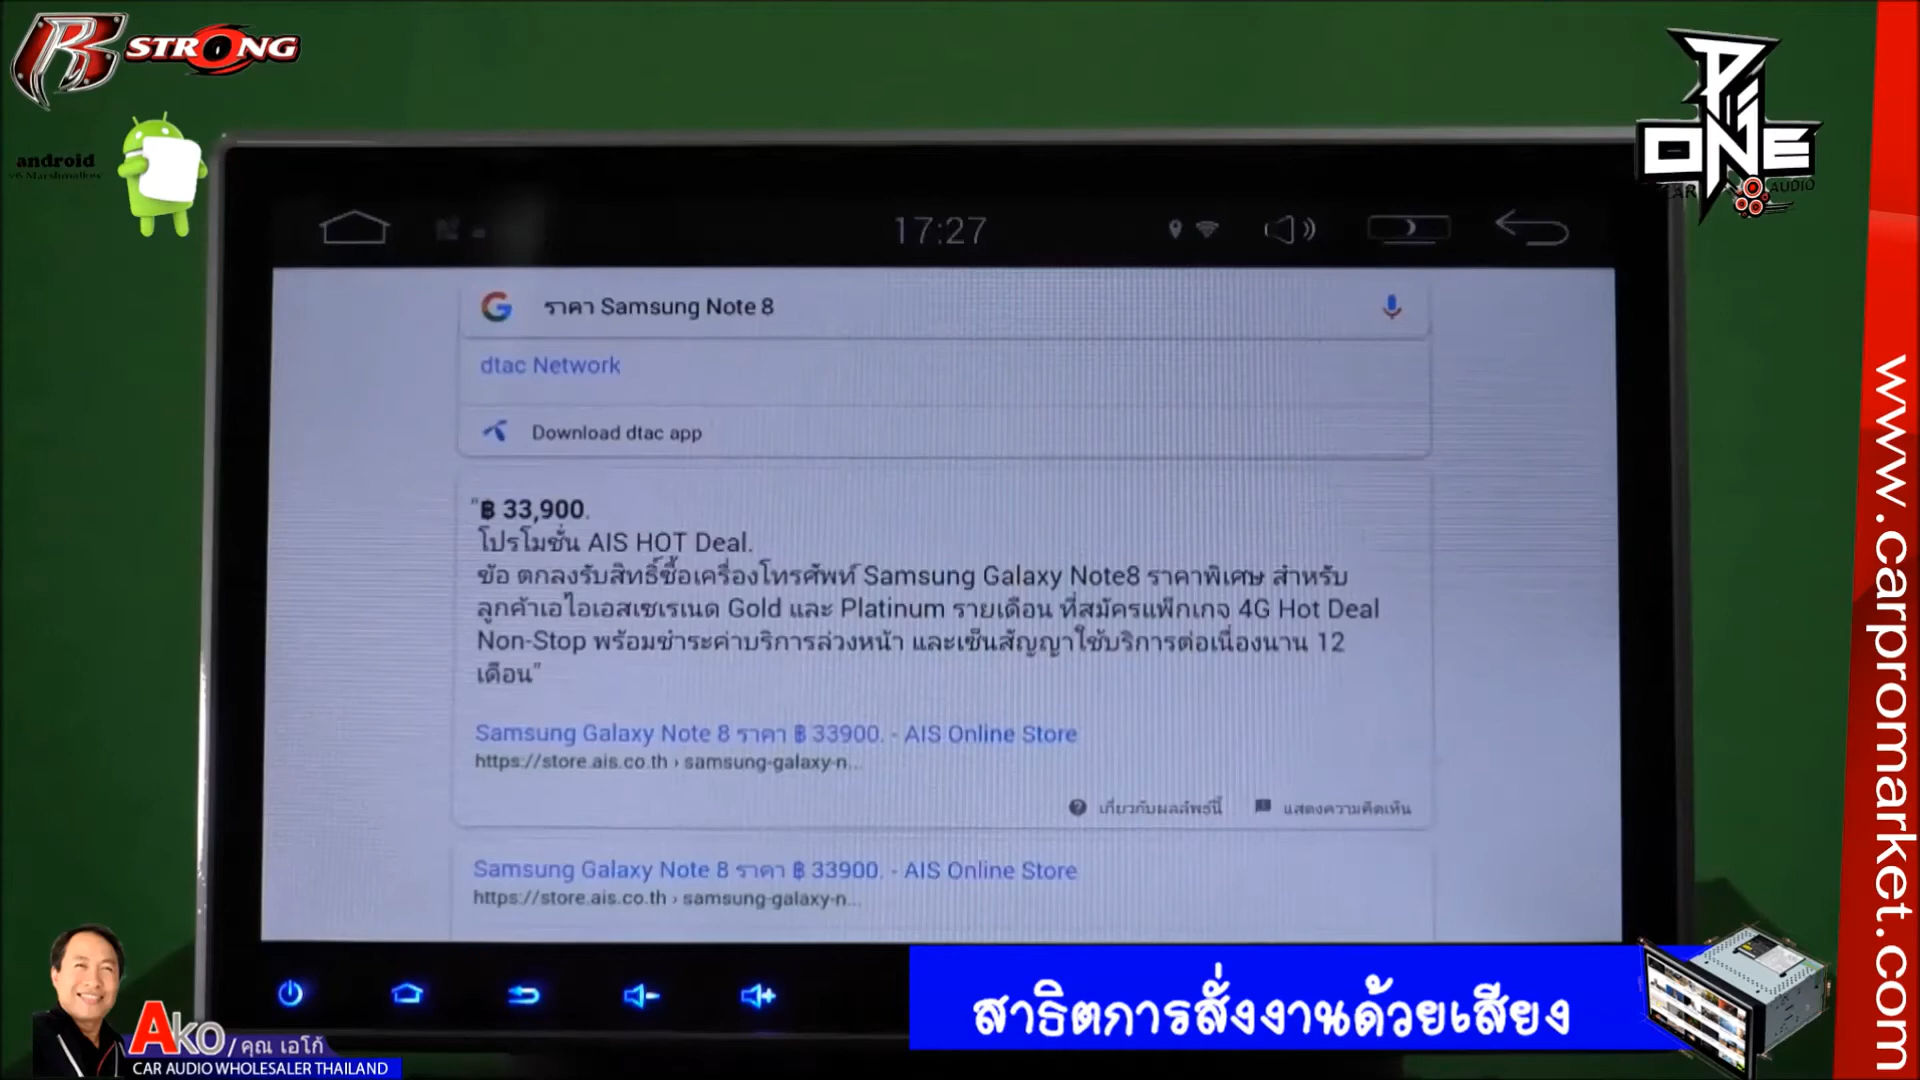 STRONG
android
v6 Marshmallow
P1
ONE
CAR AUDIO
17:27
ราคา Samsung Note 8
dtac Network
Download dtac app
"฿ 33,900.
โปรโมชั่น AIS HOT Deal.
ข้อ ตกลงรับสิทธิ์ซื้อเครื่องโทรศัพท์ Samsung Galaxy Note8 ราคาพิเศษ สำหรับ
ลูกค้าเอไอเอสเซเรเนด Gold และ Platinum รายเดือน ที่สมัครแพ็กเกจ 4G Hot Deal
Non-Stop พร้อมชำระค่าบริการล่วงหน้า และเซ็นสัญญาใช้บริการต่อเนื่องนาน 12
เดือน"
Samsung Galaxy Note 8 ราคา ฿ 33900. - AIS Online Store
https://store.ais.co.th › samsung-galaxy-n...
เกี่ยวกับผลลัพธ์นี้ แสดงความคิดเห็น
Samsung Galaxy Note 8 ราคา ฿ 33900. - AIS Online Store
https://store.ais.co.th › samsung-galaxy-n...
สาธิตการสั่งงานด้วยเสียง
Ako / คุณ เอโก้
CAR AUDIO WHOLESALER THAILAND
www.carpromarket.com